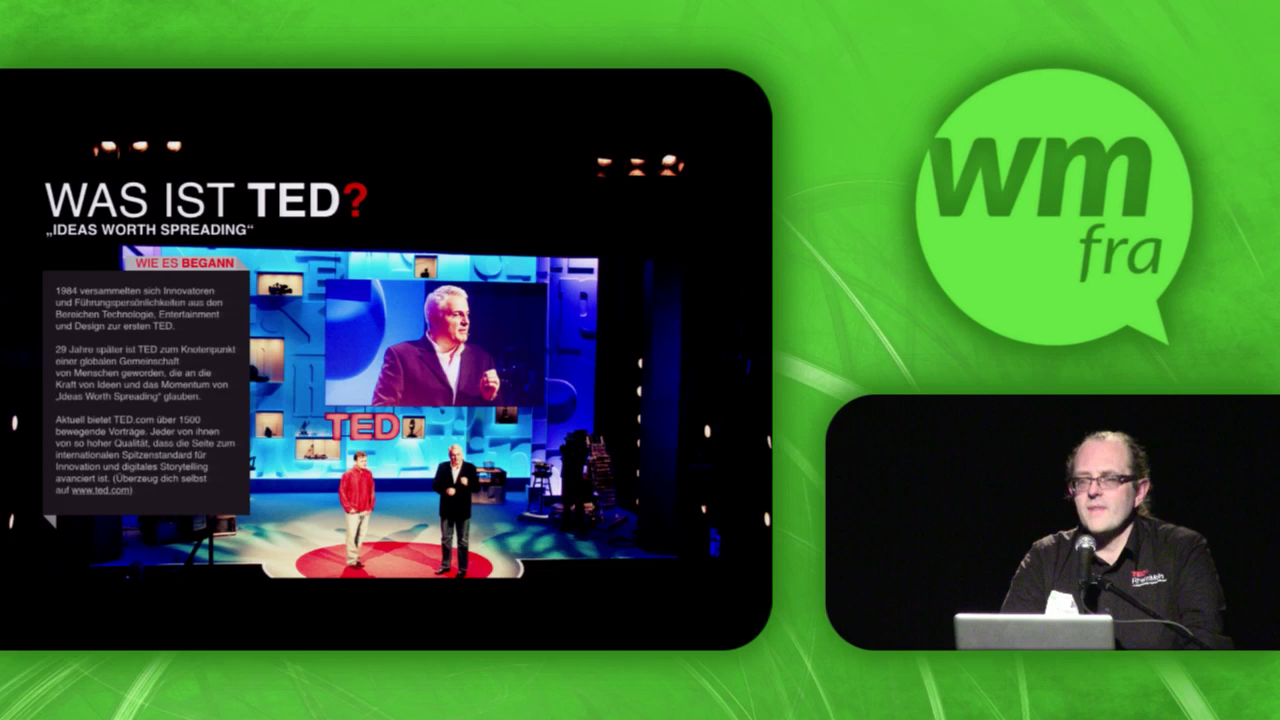 WAS IST TED?
„IDEAS WORTH SPREADING“
WIE ES BEGANN
1984 versammelten sich Innovatoren
und Führungspersönlichkeiten aus den
Bereichen Technologie, Entertainment
und Design zur ersten TED.
29 Jahre später ist TED zum Knotenpunkt
einer globalen Gemeinschaft
von Menschen geworden, die an die
Kraft von Ideen und das Momentum von
„Ideas Worth Spreading“ glauben.
Aktuell bietet TED.com über 1500
bewegende Vorträge. Jeder von ihnen
von so hoher Qualität, dass die Seite zum
internationalen Spitzenstandard für
Innovation und digitales Storytelling
avanciert ist. (Überzeug dich selbst
auf www.ted.com)
TED
wm
fra
TEDx
RheinMain